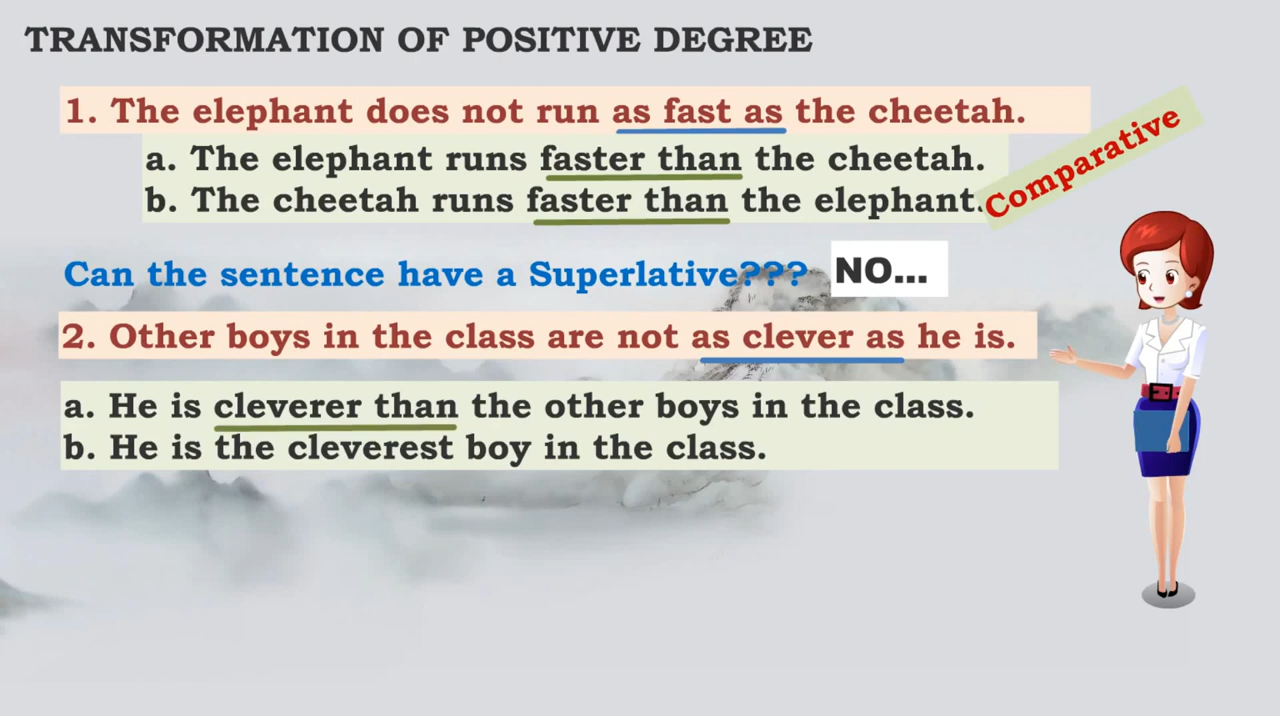 TRANSFORMATION OF POSITIVE DEGREE
1. The elephant does not run as fast as the cheetah.
a. The elephant runs faster than the cheetah.
b. The cheetah runs faster than the elephant.
Comparative
Can the sentence have a Superlative???
NO...
2. Other boys in the class are not as clever as he is.
a. He is cleverer than the other boys in the class.
b. He is the cleverest boy in the class.